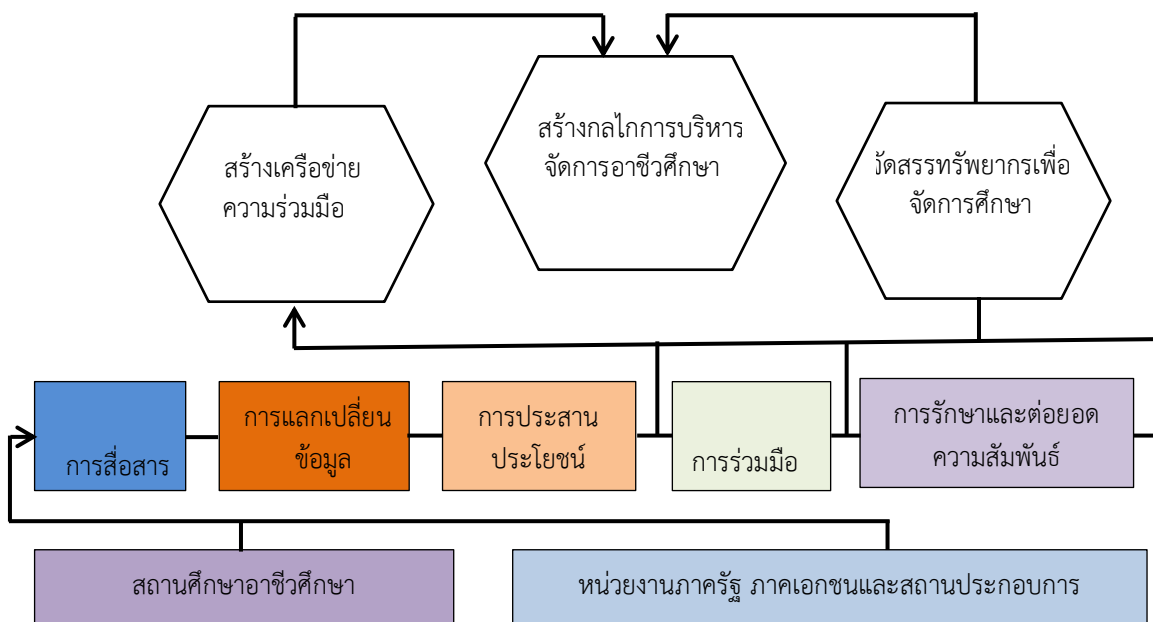 สร้างกลไกการบริหาร
จัดการอาชีวศึกษา
สร้างเครือข่าย
ความร่วมมือ
จัดสรรทรัพยากรเพื่อ
จัดการศึกษา
การสื่อสาร
การแลกเปลี่ยน
ข้อมูล
การประสาน
ประโยชน์
การร่วมมือ
การรักษาและต่อยอด
ความสัมพันธ์
สถานศึกษาอาชีวศึกษา
หน่วยงานภาครัฐ ภาคเอกชนและสถานประกอบการ